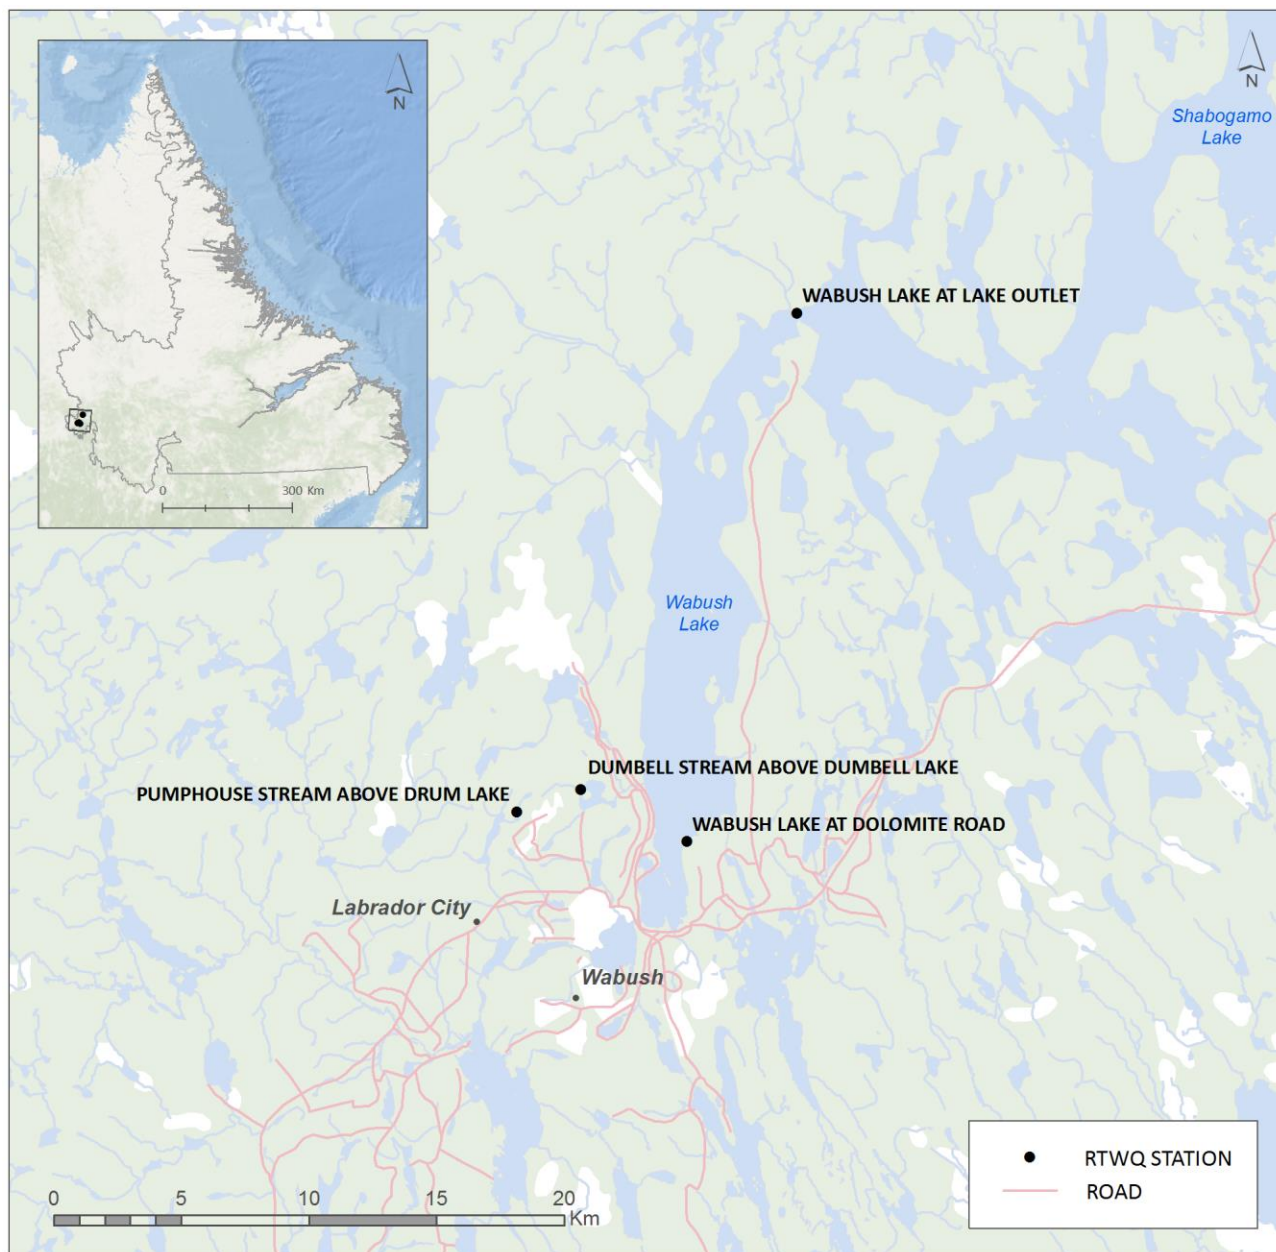 N
N
Shabogamo
Lake
WABUSH LAKE AT LAKE OUTLET
0 300 Km
Wabush
Lake
DUMBELL STREAM ABOVE DUMBELL LAKE
PUMPHOUSE STREAM ABOVE DRUM LAKE
WABUSH LAKE AT DOLOMITE ROAD
Labrador City
Wabush
RTWQ STATION
ROAD
0 5 10 15 20
Km